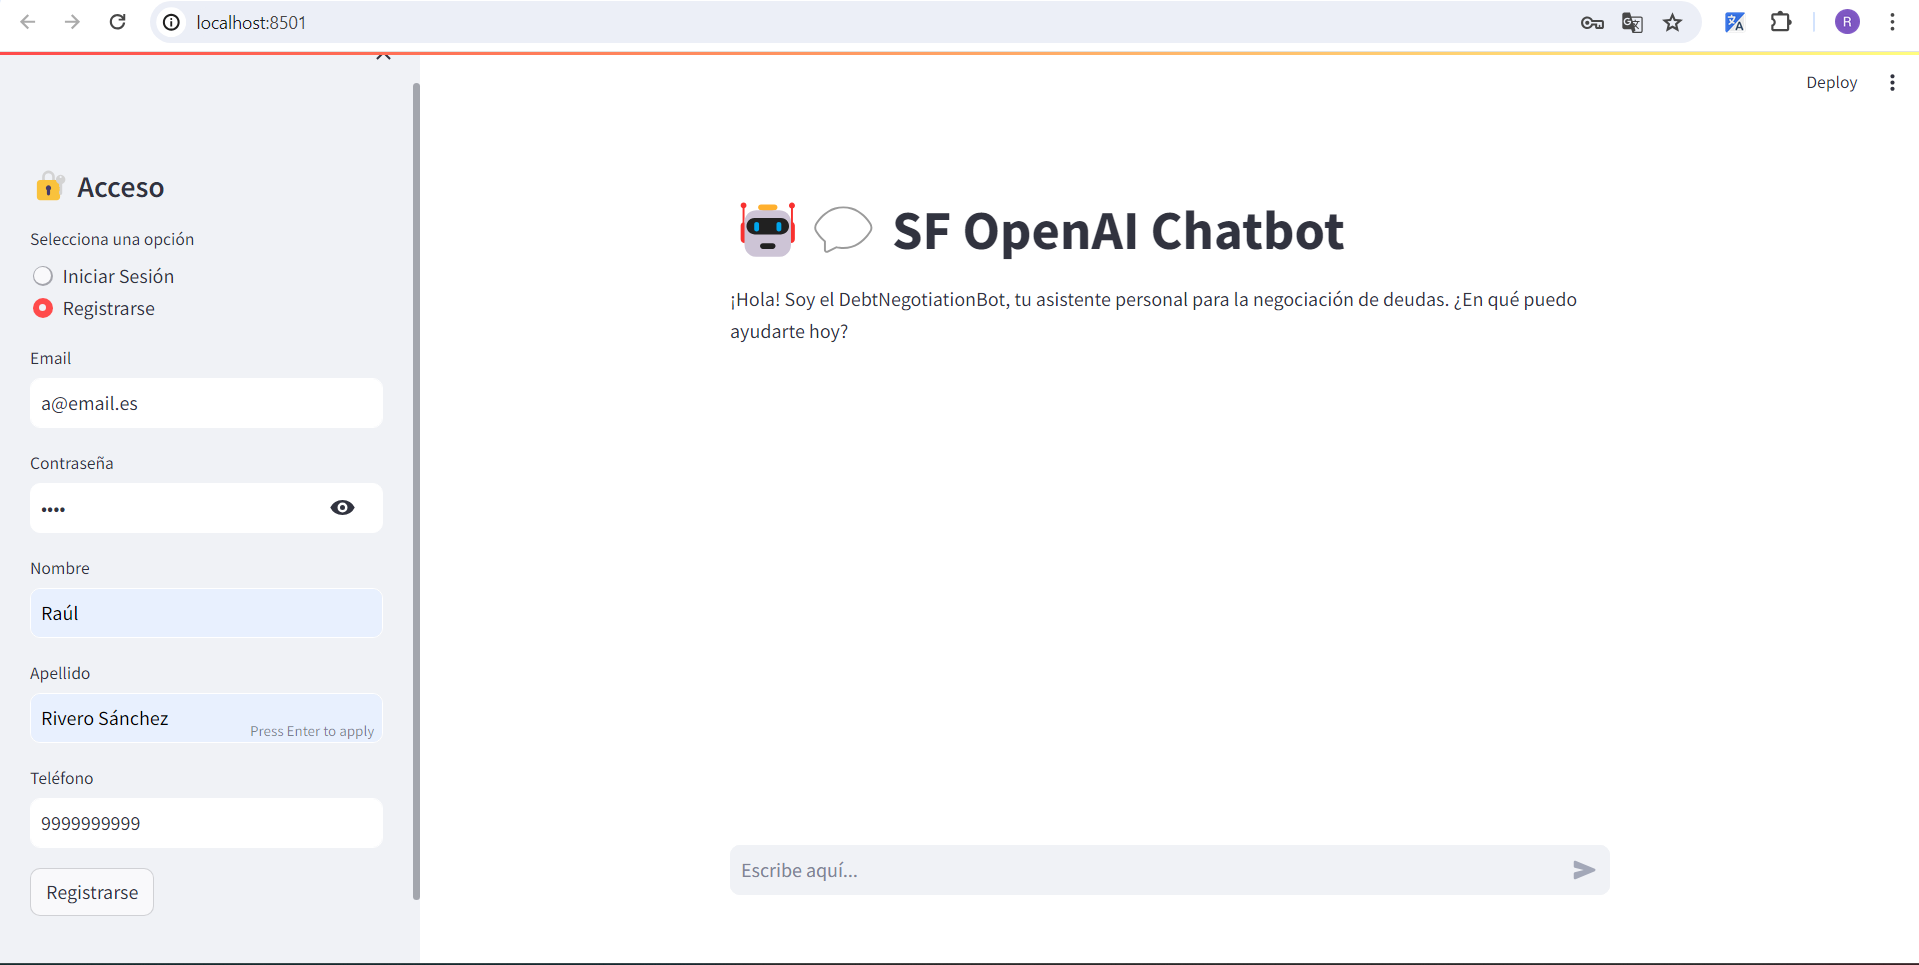 localhost:8501
R
Deploy
Acceso
Selecciona una opción
Iniciar Sesión
Registrarse
Email
a@email.es
Contraseña
••••
Nombre
Raúl
Apellido
Rivero Sánchez
Press Enter to apply
Teléfono
9999999999
Registrarse
SF OpenAI Chatbot
¡Hola! Soy el DebtNegotiationBot, tu asistente personal para la negociación de deudas. ¿En qué puedo
ayudarte hoy?
Escribe aquí...